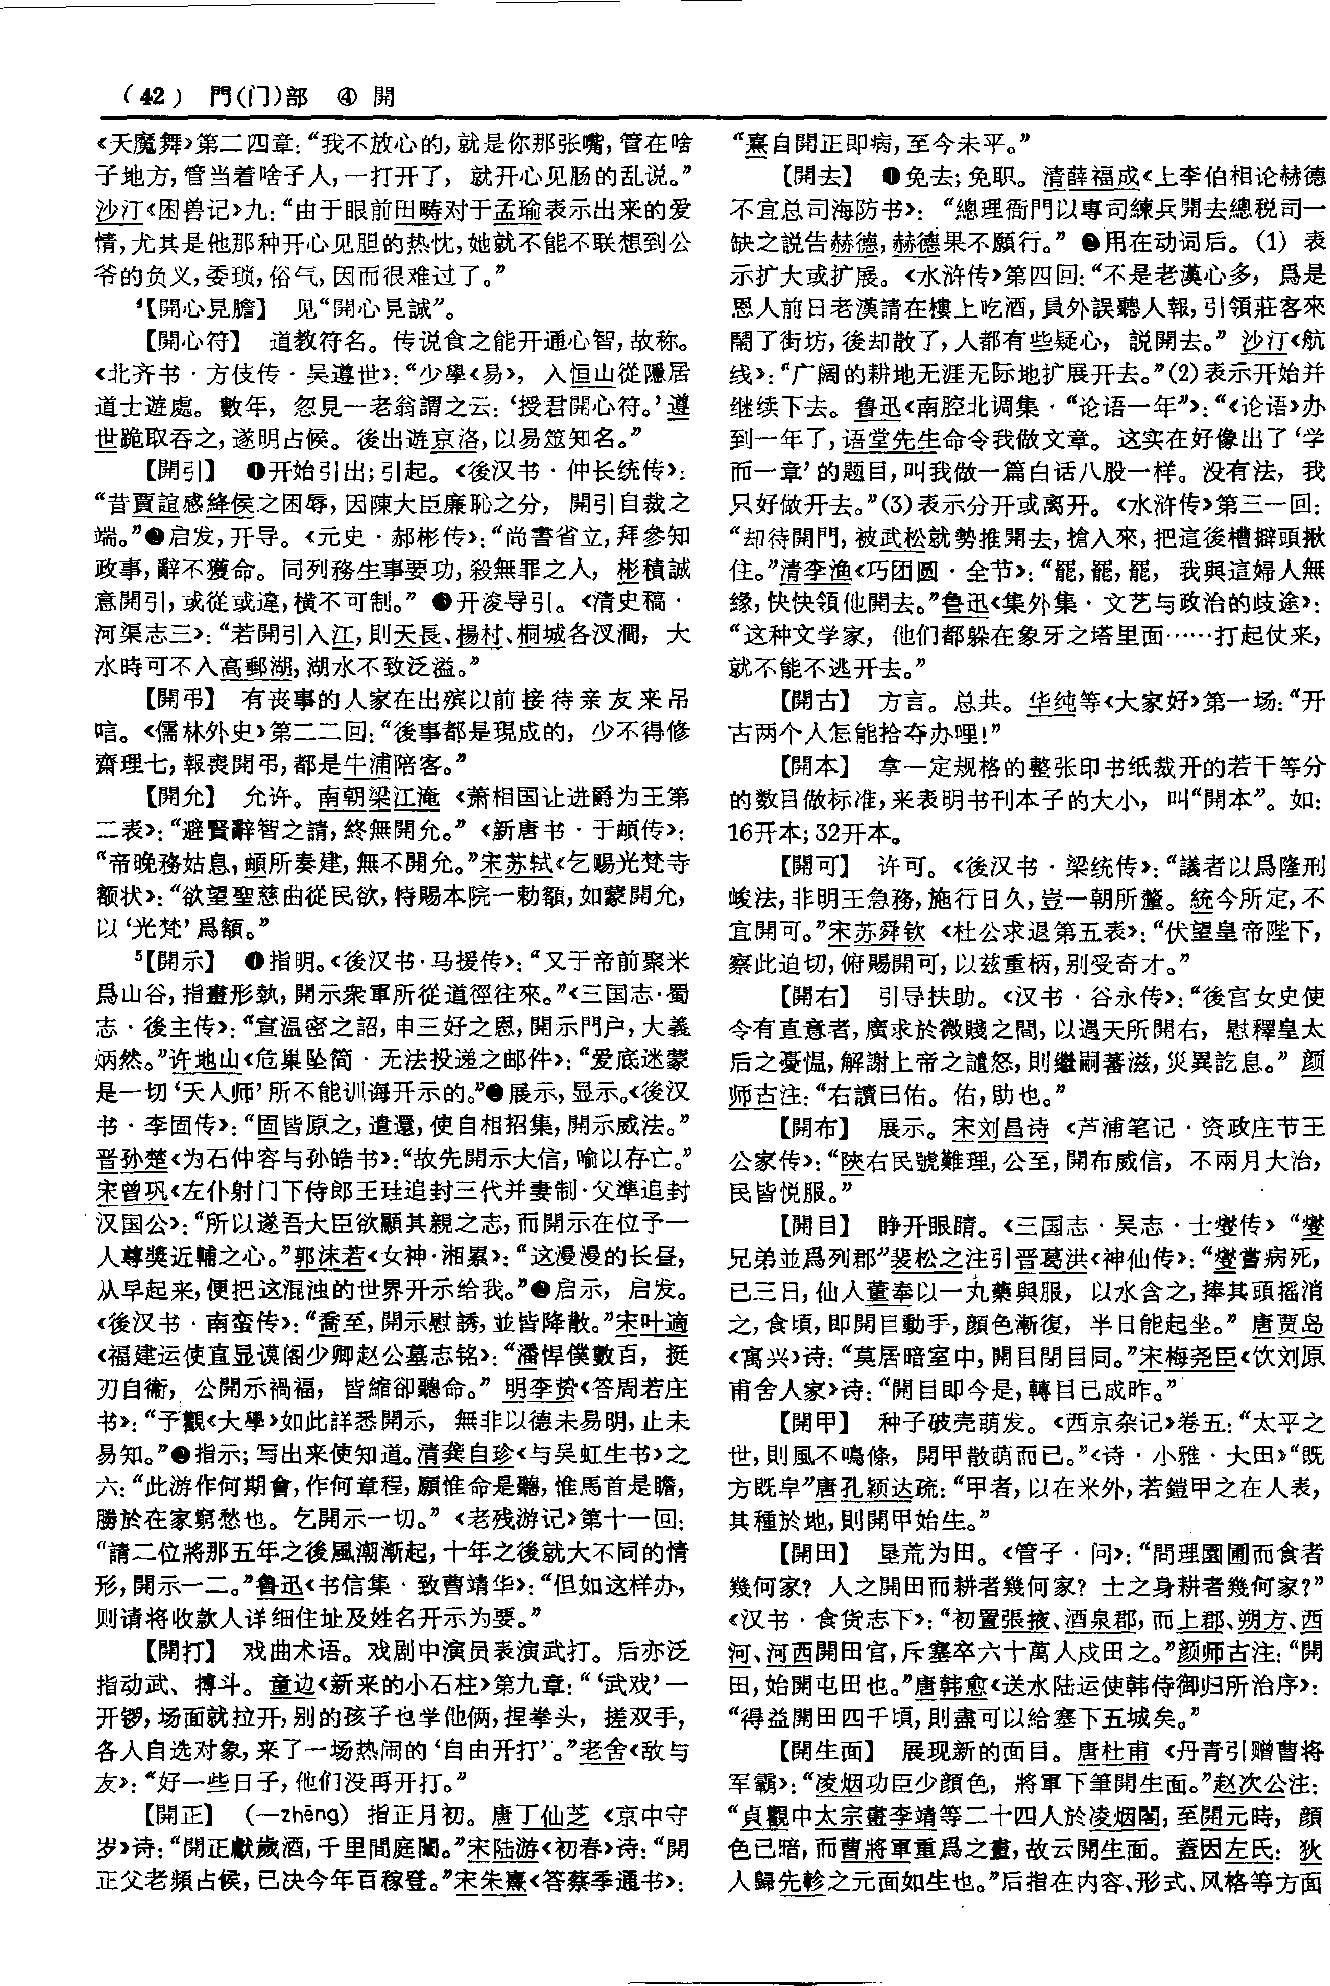 (42) 門(门)部 ④ 開
《天魔舞》第二四章：“我不放心的，就是你那张嘴，管在啥
子地方，管当着啥子人，一打开了，就开心见肠的乱说。”
沙汀《困兽记》九：“由于眼前田畴对于孟瑜表示出来的爱
情，尤其是他那种开心见胆的热忱，她就不能不联想到公
爷的负义，委琐，俗气，因而很难过了。”
⁴【開心見膽】 见“開心見誠”。
【開心符】 道教符名。传说食之能开通心智，故称。
《北齐书·方伎传·吴遵世》：“少學《易》，入恒山從隱居
道士遊處。數年，忽見一老翁謂之云：‘授君開心符。’遵
世跪取吞之，遂明占候。後出遊京洛，以易筮知名。”
【開引】 ❶开始引出；引起。《後汉书·仲长统传》：
“昔賈誼感絳侯之困辱，因陳大臣廉恥之分，開引自裁之
端。”❷启发，开导。《元史·郝彬传》：“尚書省立，拜參知
政事，辭不獲命。同列務生事要功，殺無罪之人，彬積誠
意開引，或從或違，橫不可制。”❸开浚导引。《清史稿·
河渠志三》：“若開引入江，則天長、楊村、桐城各汊澗，大
水時可不入高郵湖，湖水不致泛溢。”
【開弔】 有丧事的人家在出殡以前接待亲友来吊
唁。《儒林外史》第二二回：“後事都是現成的，少不得修
齋理七，報喪開弔，都是牛浦陪客。”
【開允】 允许。南朝梁江淹《萧相国让进爵为王第
二表》：“避賢辭智之請，終無開允。”《新唐书·于頔传》：
“帝晚務姑息，頔所奏建，無不開允。”宋苏轼《乞赐光梵寺
额状》：“欲望聖慈曲從民欲，特賜本院一勅額，如蒙開允，
以‘光梵’爲額。”
⁵【開示】 ❶指明。《後汉书·马援传》：“又于帝前聚米
爲山谷，指畫形埶，開示衆軍所從道徑往來。”《三国志·蜀
志·後主传》：“宣温密之詔，申三好之恩，開示門户，大義
炳然。”许地山《危巢坠简·无法投递之邮件》：“爱底迷蒙
是一切‘天人师’所不能训诲开示的。”❷展示，显示。《後汉
书·李固传》：“固皆原之，遣還，使自相招集，開示威法。”
晋孙楚《为石仲容与孙皓书》：“故先開示大信，喻以存亡。”
宋曾巩《左仆射门下侍郎王珪追封三代并妻制·父準追封
汉国公》：“所以遂吾大臣欲顯其親之志，而開示在位予一
人尊獎近輔之心。”郭沫若《女神·湘累》：“这漫漫的长昼，
从早起来，便把这混浊的世界开示给我。”❸启示，启发。
《後汉书·南蛮传》：“喬至，開示慰誘，並皆降散。”宋叶適
《福建运使直显谟阁少卿赵公墓志铭》：“潘悍僕數百，挺
刃自衛，公開示禍福，皆縮卻聽命。”明李贽《答周若庄
书》：“予觀《大學》如此詳悉開示，無非以德未易明，止未
易知。”❹指示；写出来使知道。清龚自珍《与吴虹生书》之
六：“此游作何期會，作何章程，願惟命是聽，惟馬首是瞻，
勝於在家窮愁也。乞開示一切。”《老残游记》第十一回：
“請二位將那五年之後風潮漸起，十年之後就大不同的情
形，開示一二。”鲁迅《书信集·致曹靖华》：“但如这样办，
则请将收款人详细住址及姓名开示为要。”
【開打】 戏曲术语。戏剧中演员表演武打。后亦泛
指动武、搏斗。童边《新来的小石柱》第九章：“‘武戏’一
开锣，场面就拉开，别的孩子也学他俩，捏拳头，搓双手，
各人自选对象，来了一场热闹的‘自由开打’。”老舍《敌与
友》：“好一些日子，他们没再开打。”
【開正】 （—zhēng）指正月初。唐丁仙芝《京中守
岁》诗：“開正獻歲酒，千里間庭闈。”宋陆游《初春》诗：“開
正父老頻占候，已决今年百稼登。”宋朱熹《答蔡季通书》：
“熹自開正即病，至今未平。”
【開去】 ❶免去；免职。清薛福成《上李伯相论赫德
不宜总司海防书》：“總理衙門以專司練兵開去總税司一
缺之説告赫德，赫德果不願行。”❷用在动词后。(1) 表
示扩大或扩展。《水浒传》第四回：“不是老漢心多，爲是
恩人前日老漢請在樓上吃酒，員外誤聽人報，引領莊客來
鬧了街坊，後却散了，人都有些疑心，説開去。”沙汀《航
线》：“广阔的耕地无涯无际地扩展开去。”(2)表示开始并
继续下去。鲁迅《南腔北调集·“论语一年”》：“《论语》办
到一年了，语堂先生命令我做文章。这实在好像出了‘学
而一章’的题目，叫我做一篇白话八股一样。没有法，我
只好做开去。”(3)表示分开或离开。《水浒传》第三一回：
“却待開門，被武松就勢推開去，搶入來，把這後槽擗頭揪
住。”清李渔《巧团圆·全节》：“罷，罷，罷，我與這婦人無
缘，快快領他開去。”鲁迅《集外集·文艺与政治的歧途》：
“这种文学家，他们都躲在象牙之塔里面……打起仗来，
就不能不逃开去。”
【開古】 方言。总共。华纯等《大家好》第一场：“开
古两个人怎能拾夺办哩！”
【開本】 拿一定规格的整张印书纸裁开的若干等分
的数目做标准，来表明书刊本子的大小，叫“開本”。如：
16开本；32开本。
【開可】 许可。《後汉书·梁统传》：“議者以爲隆刑
峻法，非明王急務，施行日久，豈一朝所釐。統今所定，不
宜開可。”宋苏舜钦《杜公求退第五表》：“伏望皇帝陛下，
察此迫切，俯賜開可，以兹重柄，别受奇才。”
【開右】 引导扶助。《汉书·谷永传》：“後宫女史使
令有直意者，廣求於微賤之間，以遇天所開右，慰釋皇太
后之憂愠，解謝上帝之譴怒，則繼嗣蕃滋，災異訖息。”颜
师古注：“右讀曰佑。佑，助也。”
【開布】 展示。宋刘昌诗《芦浦笔记·资政庄节王
公家传》：“陝右民號難理，公至，開布威信，不兩月大治，
民皆悦服。”
【開目】 睁开眼睛。《三国志·吴志·士燮传》“燮
兄弟並爲列郡”裴松之注引晋葛洪《神仙传》：“燮嘗病死，
已三日，仙人董奉以一丸藥與服，以水含之，捧其頭摇消
之，食頃，即開目動手，顔色漸復，半日能起坐。”唐贾岛
《寓兴》诗：“莫居暗室中，開目閉目同。”宋梅尧臣《饮刘原
甫舍人家》诗：“開目即今是，轉目已成昨。”
【開甲】 种子破壳萌发。《西京杂记》卷五：“太平之
世，則風不鳴條，開甲散萌而已。”《诗·小雅·大田》“既
方既皁”唐孔颖达疏：“甲者，以在米外，若鎧甲之在人表，
其種於地，則開甲始生。”
【開田】 垦荒为田。《管子·问》：“問理園圃而食者
幾何家？人之開田而耕者幾何家？士之身耕者幾何家？”
《汉书·食货志下》：“初置張掖、酒泉郡，而上郡、朔方、西
河、河西開田官，斥塞卒六十萬人戍田之。”颜师古注：“開
田，始開屯田也。”唐韩愈《送水陆运使韩侍御归所治序》：
“得益開田四千頃，則盡可以給塞下五城矣。”
【開生面】 展现新的面目。唐杜甫《丹青引赠曹将
军霸》：“凌烟功臣少顔色，將軍下筆開生面。”赵次公注：
“貞觀中太宗畫李靖等二十四人於凌烟閣，至開元時，顔
色已暗，而曹將軍重爲之畫，故云開生面。蓋因左氏：狄
人歸先軫之元面如生也。”后指在内容、形式、风格等方面